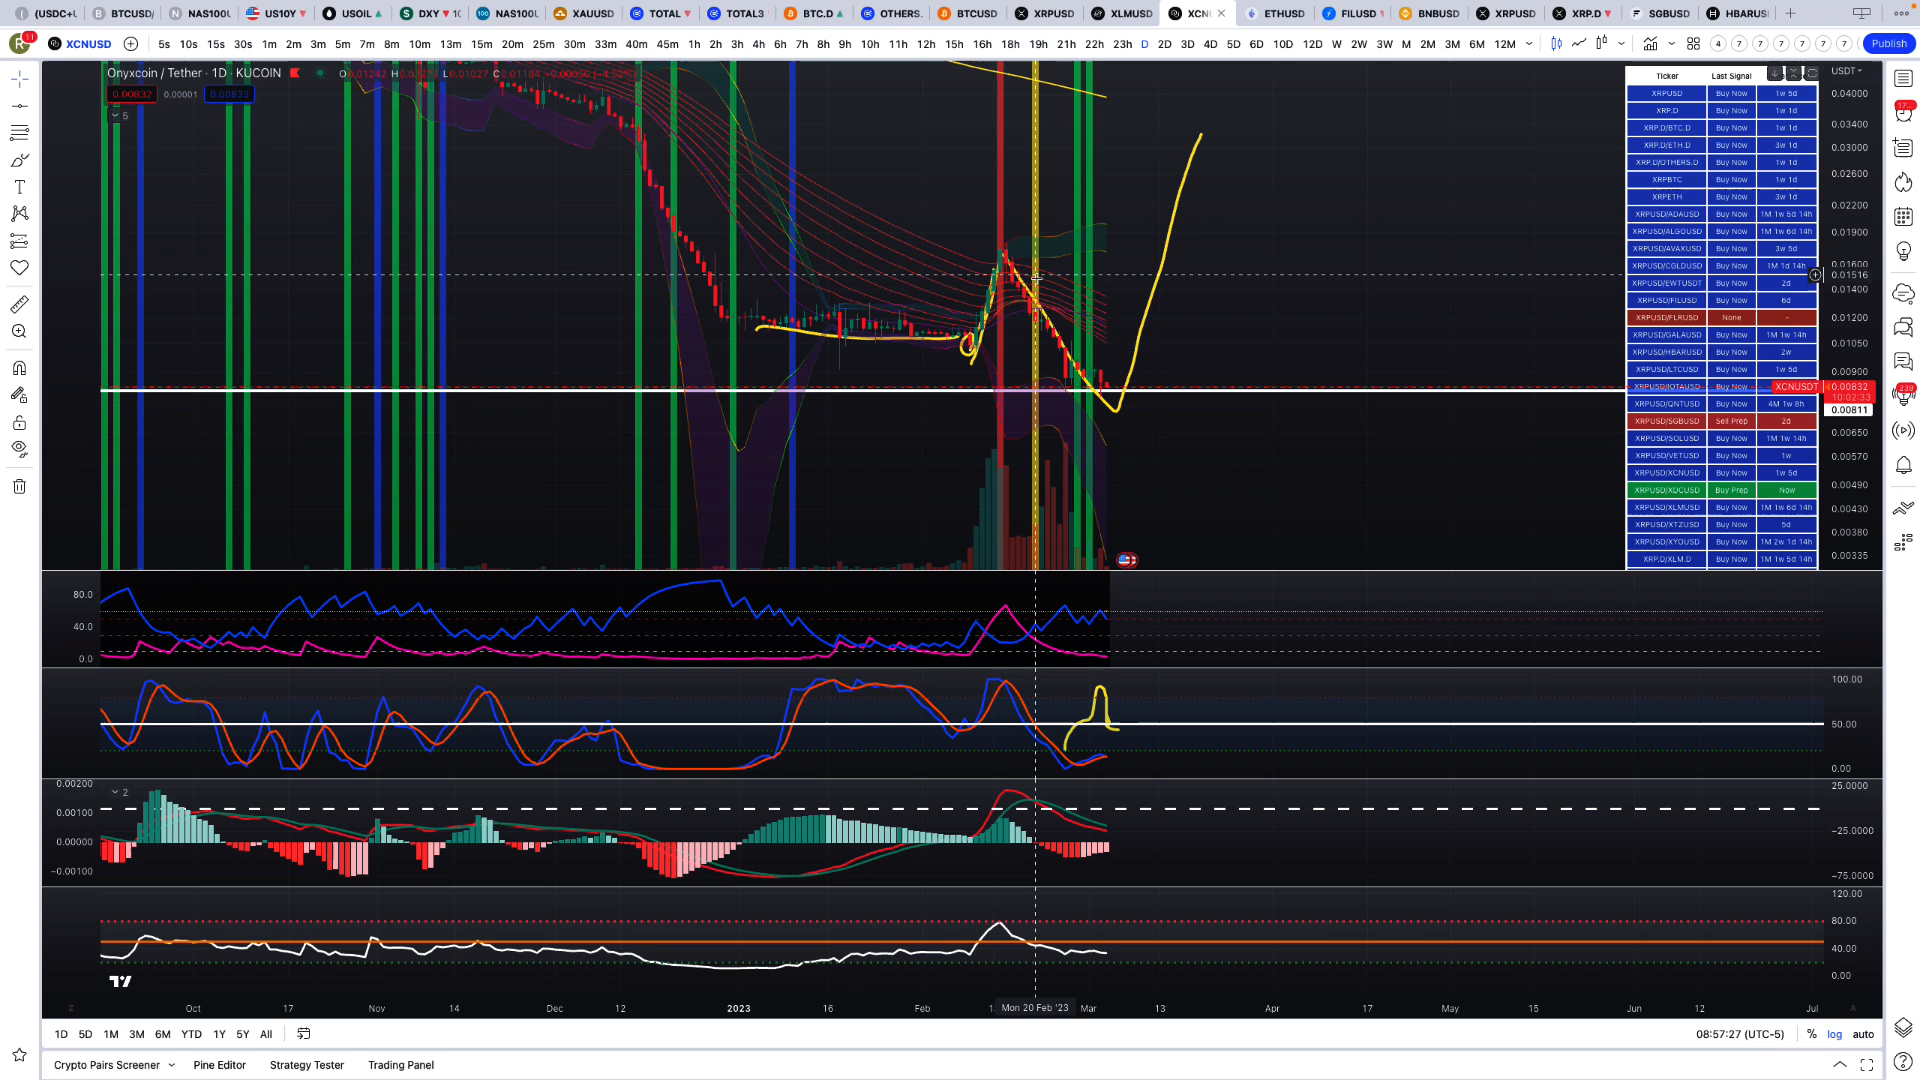 (USDC+U BTCUSD/ NAS100U US10Y USOIL DXY 10 NAS100U XAUUSD TOTAL TOTAL3 BTC.D OTHERS. BTCUSD XRPUSD XLMUSD XCN ETHUSD FILUSD BNBUSD XRPUSD XRP.D SGBUSD HBARUS
R 11 XCNUSD 5s 10s 15s 30s 1m 2m 3m 5m 7m 8m 10m 13m 15m 20m 25m 30m 33m 40m 45m 1h 2h 3h 4h 6h 7h 8h 9h 10h 11h 12h 15h 16h 18h 19h 21h 22h 23h D 2D 3D 4D 5D 6D 10D 12D W 2W 3W M 2M 3M 6M 12M 4 7 7 7 7 7 7 Publish
Onyxcoin / Tether · 1D · KUCOIN
0.00832 0.00001 0.00833
5
Ticker Last Signal
XRPUSD Buy Now 1w 5d
XRP.D Buy Now 1w 1d
XRP.D/BTC.D Buy Now 1w 1d
XRP.D/ETH.D Buy Now 3w 1d
XRP.D/OTHERS.D Buy Now 1w 1d
XRPBTC Buy Now 1w 1d
XRPETH Buy Now 3w 1d
XRPUSD/ADAUSD Buy Now 1M 1w 5d 14h
XRPUSD/ALGOUSD Buy Now 1M 1w 6d 14h
XRPUSD/AVAXUSD Buy Now 3w 5d
XRPUSD/CGLDUSD Buy Now 1M 1d 14h
XRPUSD/EWTUSDT Buy Now 2d
XRPUSD/FILUSD Buy Now 6d
XRPUSD/FLRUSD None -
XRPUSD/GALAUSD Buy Now 1M 1w 14h
XRPUSD/HBARUSD Buy Now 2w
XRPUSD/LTCUSD Buy Now 1w 5d
XRPUSD/IOTAUSD Buy Now
XRPUSD/QNTUSD Buy Now 4M 1w 8h
XRPUSD/SGBUSD Sell Prep 2d
XRPUSD/SOLUSD Buy Now 1M 1w 14h
XRPUSD/VETUSD Buy Now 1w
XRPUSD/XCNUSD Buy Now 1w 5d
XRPUSD/XDCUSD Buy Prep Now
XRPUSD/XLMUSD Buy Now 1M 1w 6d 14h
XRPUSD/XTZUSD Buy Now 5d
XRPUSD/XYOUSD Buy Now 1M 2w 1d 14h
XRP.D/XLM.D Buy Now 1M 1w 5d 14h
USDT
0.04000
0.03400
0.03000
0.02600
0.02200
0.01900
0.01600
0.01516
0.01400
0.01200
0.01050
0.00900
XCNUSDT 0.00832
10:02:33
0.00811
0.00650
0.00570
0.00490
0.00430
0.00380
0.00335
17...
239
80.0
40.0
0.0
100.00
50.00
0.00
2
0.00200
0.00100
0.00000
−0.00100
25.0000
−25.0000
−75.0000
120.00
80.00
40.00
0.00
Z Oct 17 Nov 14 Dec 12 2023 16 Feb Mon 20 Feb '23 Mar 13 Apr 17 May 15 Jun 12 Jul A
1D 5D 1M 3M 6M YTD 1Y 5Y All 08:57:27 (UTC-5) % log auto
Crypto Pairs Screener Pine Editor Strategy Tester Trading Panel